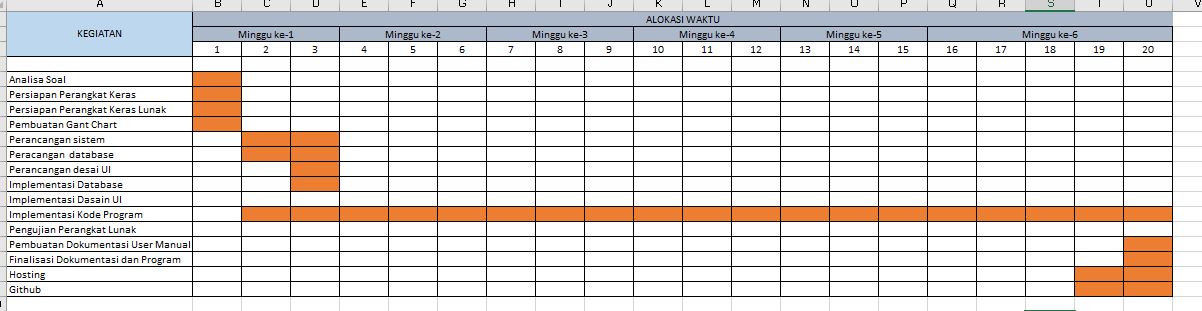 A B C D E F G H I J K L M N O P Q R S T U V
KEGIATAN
ALOKASI WAKTU
Minggu ke-1 Minggu ke-2 Minggu ke-3 Minggu ke-4 Minggu ke-5 Minggu ke-6
1 2 3 4 5 6 7 8 9 10 11 12 13 14 15 16 17 18 19 20
Analisa Soal
Persiapan Perangkat Keras
Persiapan Perangkat Keras Lunak
Pembuatan Gant Chart
Perancangan sistem
Peracangan database
Perancangan desai UI
Implementasi Database
Implementasi Dasain UI
Implementasi Kode Program
Pengujian Perangkat Lunak
Pembuatan Dokumentasi User Manual
Finalisasi Dokumentasi dan Program
Hosting
Github